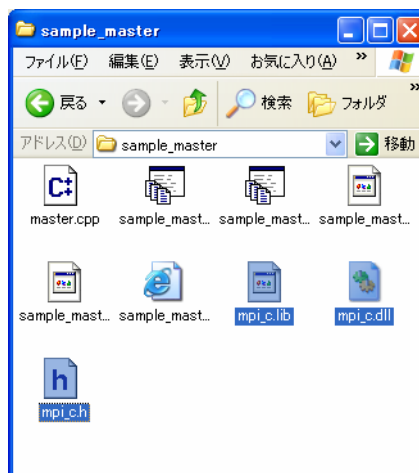 sample_master
ファイル(F) 編集(E) 表示(V) お気に入り(A) »
戻る 検索 フォルダ »
アドレス(D) sample_master 移動
master.cpp sample_mast... sample_mast... sample_mast...
sample_mast... sample_mast... mpi_c.lib mpi_c.dll
mpi_c.h